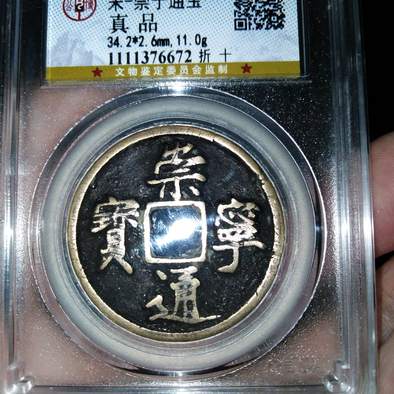 宋-崇宁通宝
真品
34.2*2.6mm,11.0g
1111376672 折十
★ 文物鉴定委员会监制 ★
崇寧通寶